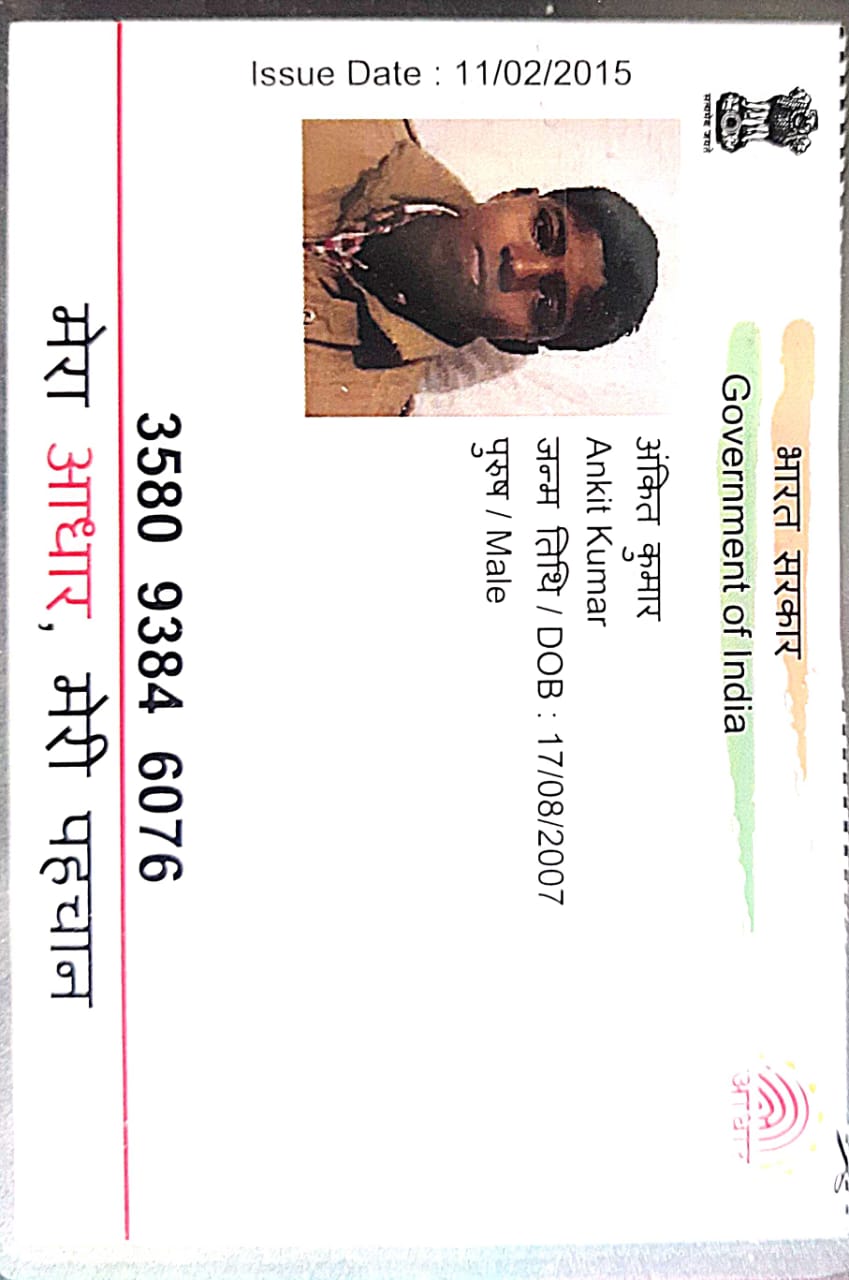 भारत सरकार
Government of India
सत्यमेव जयते
Issue Date : 11/02/2015
अंकित कुमार
Ankit Kumar
जन्म तिथि / DOB : 17/08/2007
पुरुष / Male
आधार
3580 9384 6076
मेरा आधार, मेरी पहचान